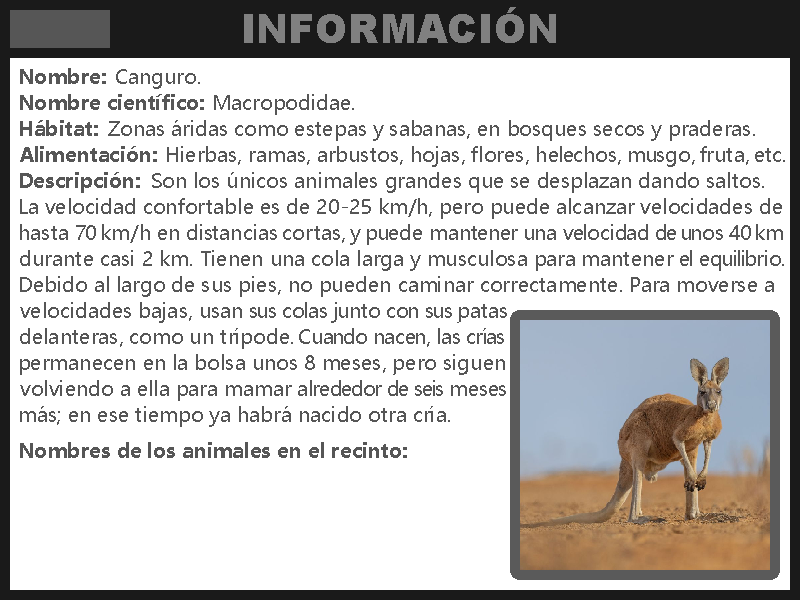 INFORMACIÓN
Nombre: Canguro.
Nombre científico: Macropodidae.
Hábitat: Zonas áridas como estepas y sabanas, en bosques secos y praderas.
Alimentación: Hierbas, ramas, arbustos, hojas, flores, helechos, musgo, fruta, etc.
Descripción: Son los únicos animales grandes que se desplazan dando saltos.
La velocidad confortable es de 20-25 km/h, pero puede alcanzar velocidades de
hasta 70 km/h en distancias cortas, y puede mantener una velocidad de unos 40 km
durante casi 2 km. Tienen una cola larga y musculosa para mantener el equilibrio.
Debido al largo de sus pies, no pueden caminar correctamente. Para moverse a
velocidades bajas, usan sus colas junto con sus patas
delanteras, como un trípode. Cuando nacen, las crías
permanecen en la bolsa unos 8 meses, pero siguen
volviendo a ella para mamar alrededor de seis meses
más; en ese tiempo ya habrá nacido otra cría.
Nombres de los animales en el recinto: